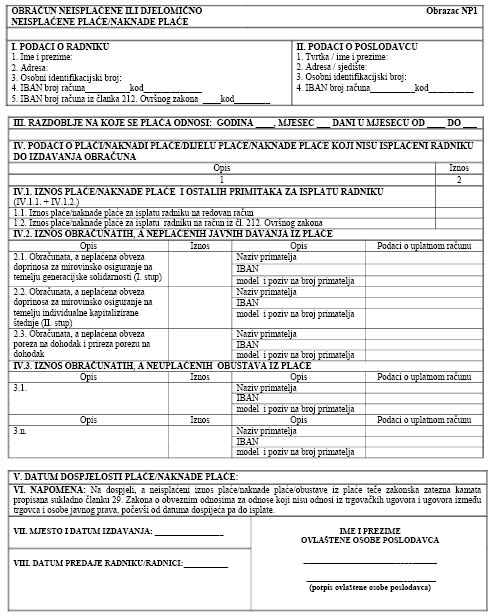 OBRAČUN NEISPLAĆENE ILI DJELOMIČNO Obrazac NP1
NEISPLAĆENE PLAĆE/NAKNADE PLAĆE
I. PODACI O RADNIKU
1. Ime i prezime:
2. Adresa:
3. Osobni identifikacijski broj:
4. IBAN broj računa__________kod____________
5. IBAN broj računa iz članka 212. Ovršnog zakona ____kod________
II. PODACI O POSLODAVCU
1. Tvrtka / ime i prezime:
2. Adresa / sjedište:
3. Osobni identifikacijski broj:
4. IBAN broj računa__________kod__________
III. RAZDOBLJE NA KOJE SE PLAĆA ODNOSI: GODINA ____, MJESEC ___ DANI U MJESECU OD ____ DO ___
IV. PODACI O PLAĆI/NAKNADI PLAĆE/DIJELU PLAĆE/NAKNADE PLAĆE KOJI NISU ISPLAĆENI RADNIKU
DO IZDAVANJA OBRAČUNA
Opis Iznos
1 2
IV.1. IZNOS PLAĆE/NAKNADE PLAĆE I OSTALIH PRIMITAKA ZA ISPLATU RADNIKU
(IV.1.1. + IV.1.2.)
1.1. Iznos plaće/naknade plaće za isplatu radniku na redovan račun
1.2. Iznos plaće/naknade plaće za isplatu radniku na račun iz čl. 212. Ovršnog zakona
IV.2. IZNOS OBRAČUNATIH, A NEPLAĆENIH JAVNIH DAVANJA IZ PLAĆE
Opis Iznos Opis Podaci o uplatnom računu
2.1. Obračunata, a neplaćena obveza
doprinosa za mirovinsko osiguranje na
temelju generacijske solidarnosti (I. stup)
Naziv primatelja
IBAN
model i poziv na broj primatelja
2.2. Obračunata, a neplaćena obveza
doprinosa za mirovinsko osiguranje na
temelju individualne kapitalizirane
štednje (II. stup)
Naziv primatelja
IBAN
model i poziv na broj primatelja
2.3. Obračunata, a neplaćena obveza
poreza na dohodak i prireza porezu na
dohodak
Naziv primatelja
IBAN
model i poziv na broj primatelja
IV.3. IZNOS OBRAČUNATIH, A NEUPLAĆENIH OBUSTAVA IZ PLAĆE
Opis Iznos Opis Podaci o uplatnom računu
3.1.
Naziv primatelja
IBAN
model i poziv na broj primatelja
Opis Iznos Opis Podaci o uplatnom računu
3.n.
Naziv primatelja
IBAN
model i poziv na broj primatelja
V. DATUM DOSPJELOSTI PLAĆE/NAKNADE PLAĆE:
VI. NAPOMENA: Na dospjeli, a neisplaćeni iznos plaće/naknade plaće/obustave iz plaće teče zakonska zatezna kamata
propisana sukladno članku 29. Zakona o obveznim odnosima za odnose koji nisu odnosi iz trgovačkih ugovora i ugovora između
trgovca i osobe javnog prava, počevši od datuma dospijeća pa do isplate.
VII. MJESTO I DATUM IZDAVANJA: ________________
VIII. DATUM PREDAJE RADNIKU/RADNICI:__________
IME I PREZIME
OVLAŠTENE OSOBE POSLODAVCA
______________________________
______________________________
(potpis ovlaštene osobe poslodavca)